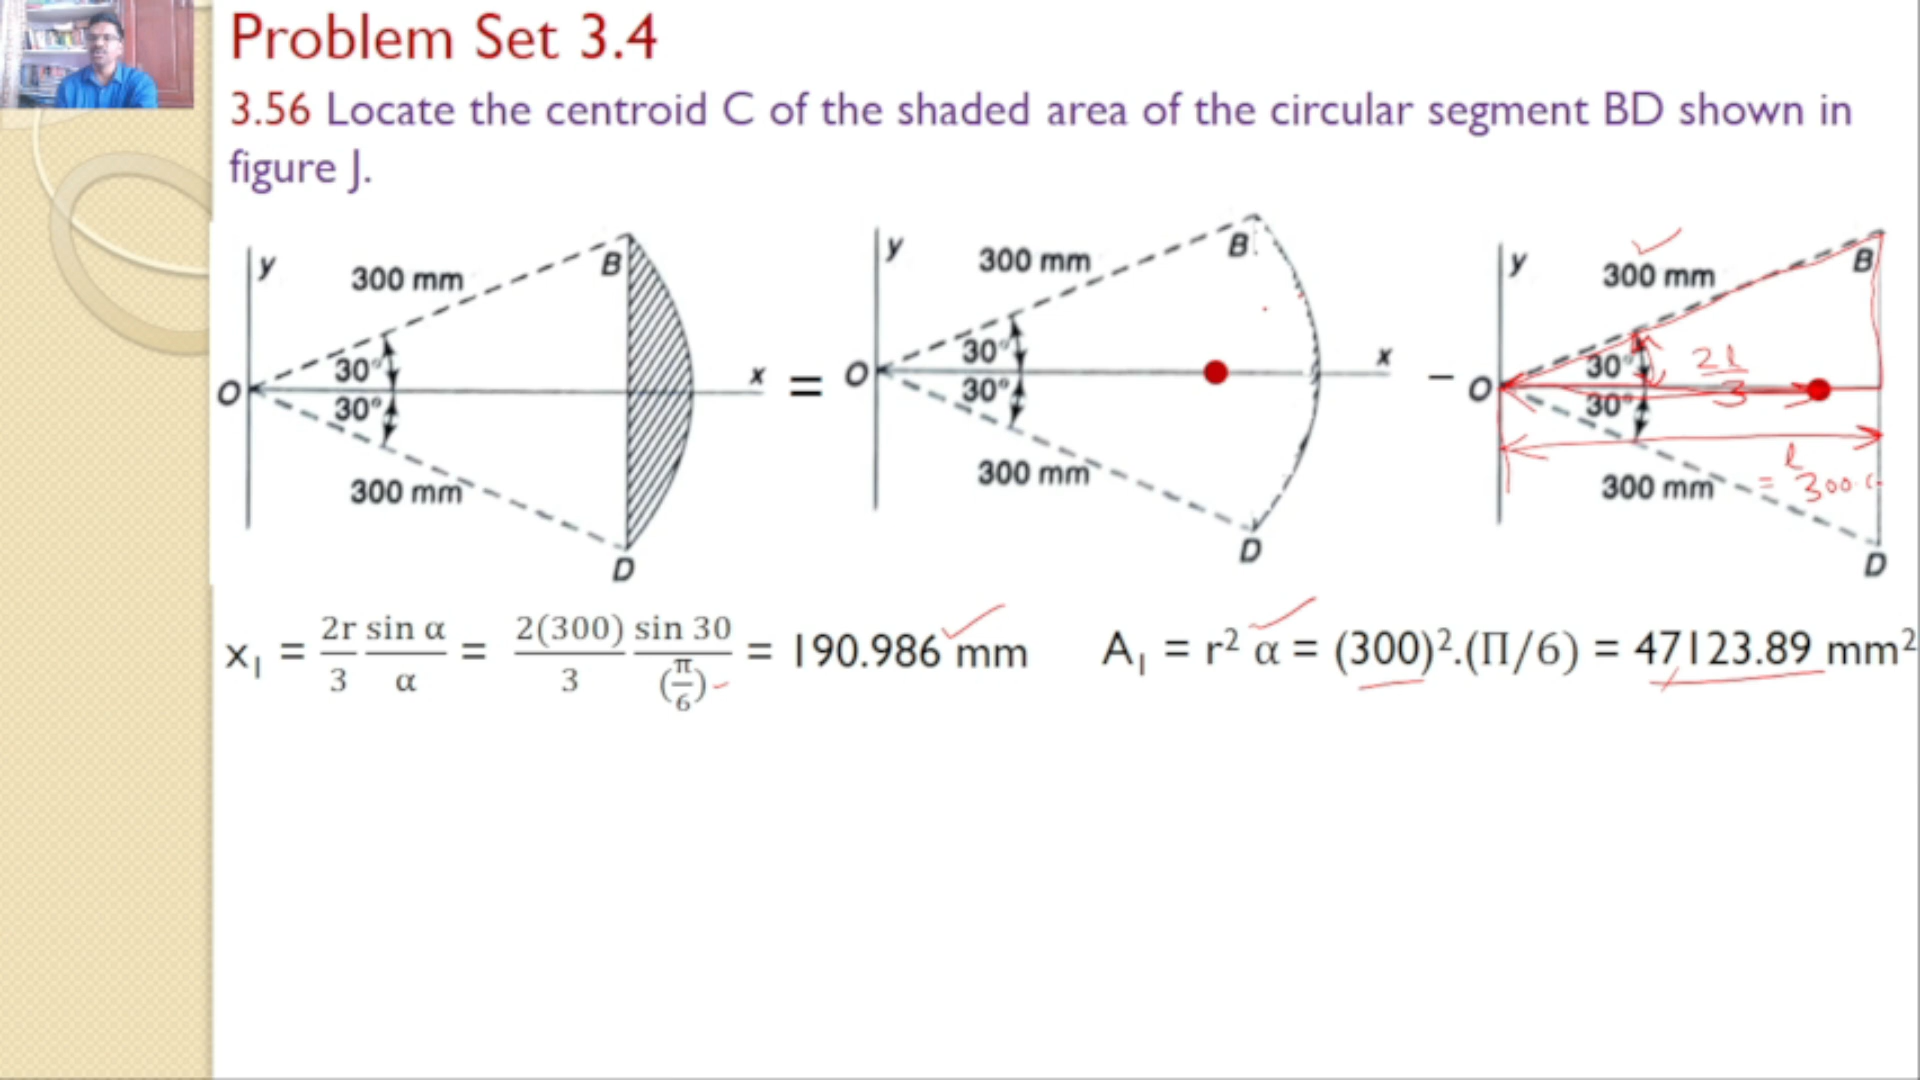 Problem Set 3.4
3.56 Locate the centroid C of the shaded area of the circular segment BD shown in
figure J.
y 300 mm B 30° 30° O x 300 mm D
=
y 300 mm B 30° 30° O x 300 mm D
–
y 300 mm B 30° 30° O 2l/3 l = 300 300 mm D
x₁ = 2r/3 sin α/α = 2(300)/3 sin 30/(π/6) = 190.986 mm A₁ = r² α = (300)².(Π/6) = 47123.89 mm²